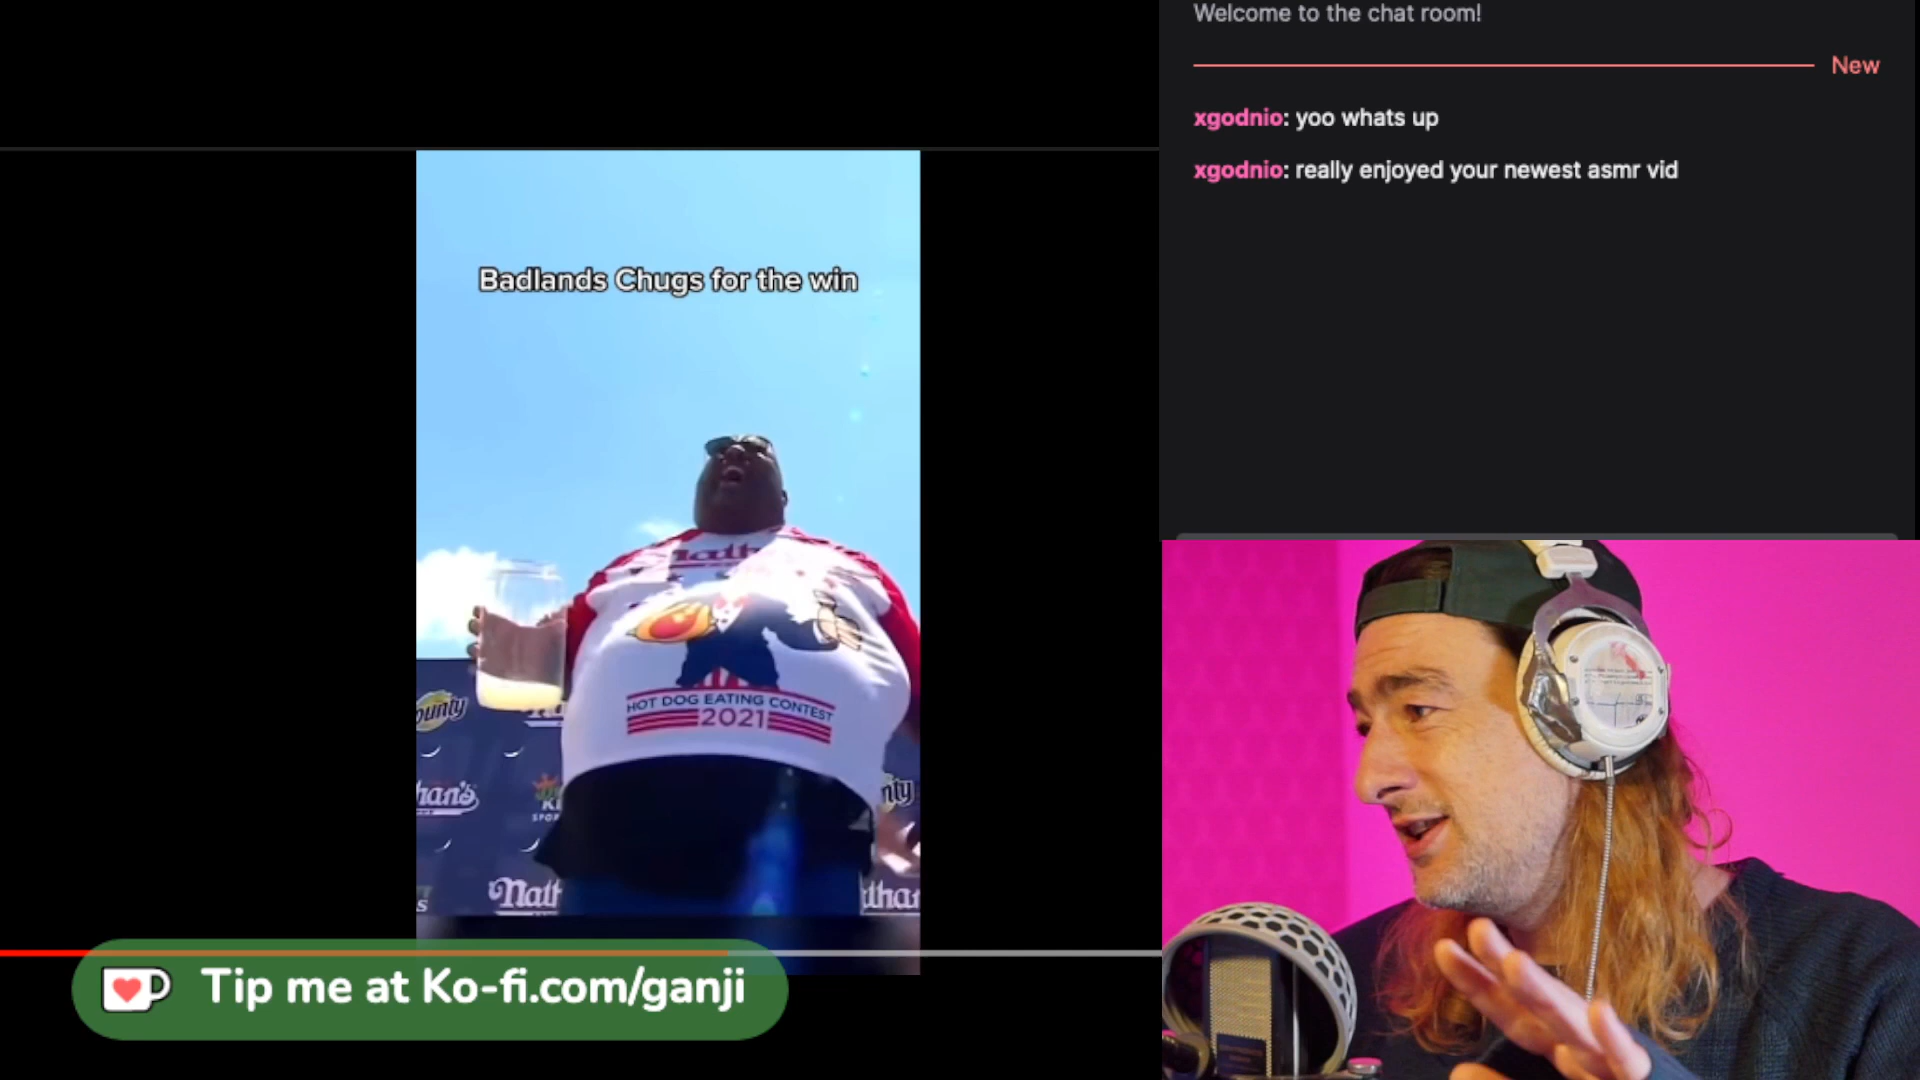 Welcome to the chat room!
New
xgodnio: yoo whats up
xgodnio: really enjoyed your newest asmr vid
Badlands Chugs for the win
HOT DOG EATING CONTEST
2021
Tip me at Ko-fi.com/ganji